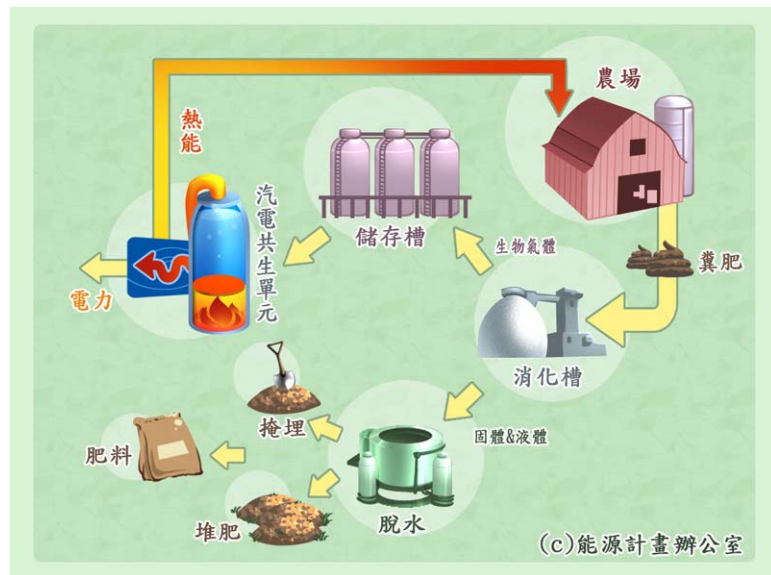 農場
熱能
汽電共生單元
儲存槽
生物氣體
糞肥
電力
消化槽
掩埋
固體&液體
肥料
脫水
堆肥
(c)能源計畫辦公室